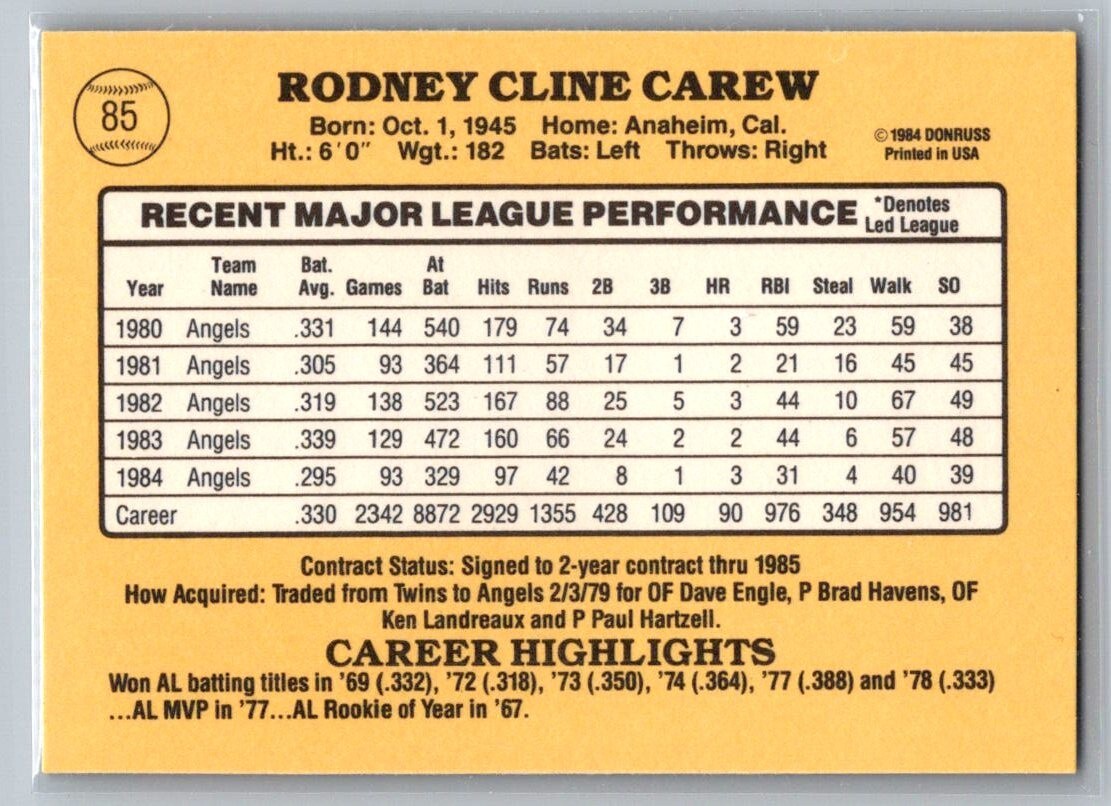 85
RODNEY CLINE CAREW
Born: Oct. 1, 1945 Home: Anaheim, Cal.
Ht.: 6'0" Wgt.: 182 Bats: Left Throws: Right
© 1984 DONRUSS
Printed in USA
RECENT MAJOR LEAGUE PERFORMANCE *Denotes Led League
Year Team Name Bat. Avg. Games At Bat Hits Runs 2B 3B HR RBI Steal Walk SO
1980 Angels .331 144 540 179 74 34 7 3 59 23 59 38
1981 Angels .305 93 364 111 57 17 1 2 21 16 45 45
1982 Angels .319 138 523 167 88 25 5 3 44 10 67 49
1983 Angels .339 129 472 160 66 24 2 2 44 6 57 48
1984 Angels .295 93 329 97 42 8 1 3 31 4 40 39
Career .330 2342 8872 2929 1355 428 109 90 976 348 954 981
Contract Status: Signed to 2-year contract thru 1985
How Acquired: Traded from Twins to Angels 2/3/79 for OF Dave Engle, P Brad Havens, OF
Ken Landreaux and P Paul Hartzell.
CAREER HIGHLIGHTS
Won AL batting titles in '69 (.332), '72 (.318), '73 (.350), '74 (.364), '77 (.388) and '78 (.333)
...AL MVP in '77...AL Rookie of Year in '67.